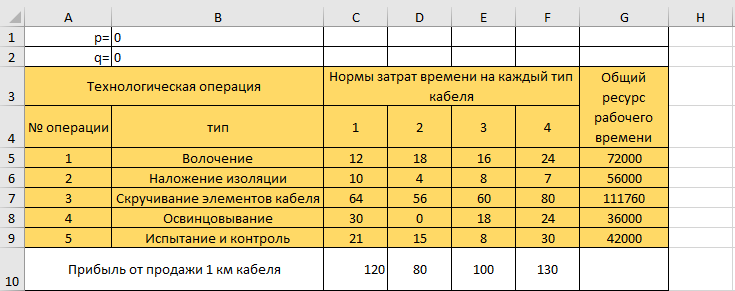 A B C D E F G H
1 p= 0
2 q= 0
3 Технологическая операция Нормы затрат времени на каждый тип кабеля Общий ресурс рабочего времени
4 № операции тип 1 2 3 4
5 1 Волочение 12 18 16 24 72000
6 2 Наложение изоляции 10 4 8 7 56000
7 3 Скручивание элементов кабеля 64 56 60 80 111760
8 4 Освинцовывание 30 0 18 24 36000
9 5 Испытание и контроль 21 15 8 30 42000
10 Прибыль от продажи 1 км кабеля 120 80 100 130